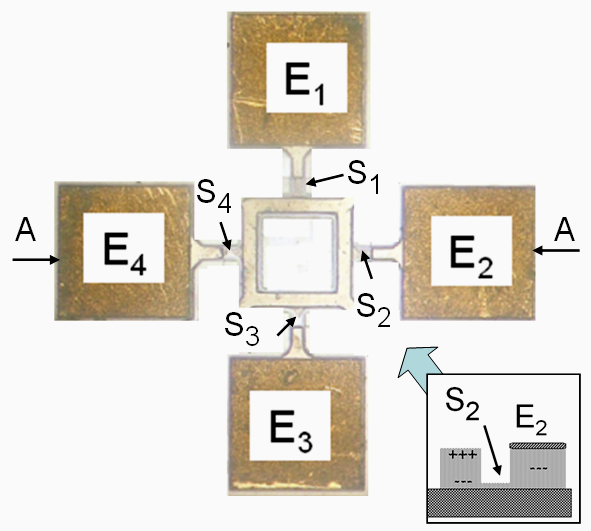 E1
S1
S4
A
A
E4
E2
S2
S3
E3
S2
E2
+++
---
---